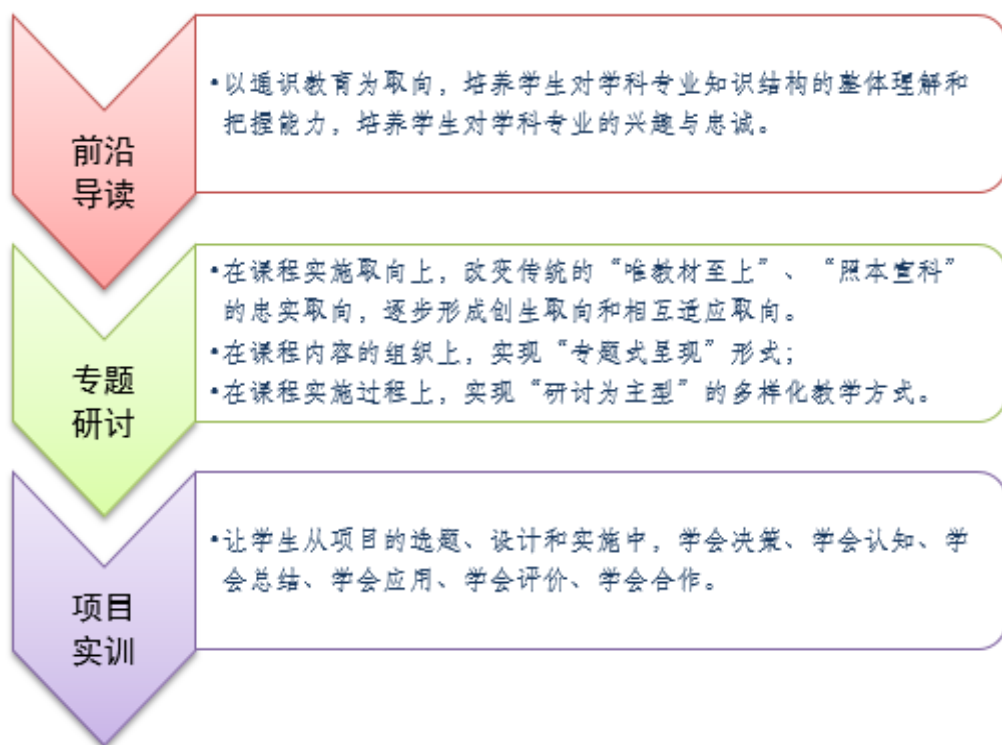 前沿
导读
•以通识教育为取向，培养学生对学科专业知识结构的整体理解和
把握能力，培养学生对学科专业的兴趣与忠诚。
专题
研讨
•在课程实施取向上，改变传统的“唯教材至上”、“照本宣科”
的忠实取向，逐步形成创生取向和相互适应取向。
•在课程内容的组织上，实现“专题式呈现”形式；
•在课程实施过程上，实现“研讨为主型”的多样化教学方式。
项目
实训
•让学生从项目的选题、设计和实施中，学会决策、学会认知、学
会总结、学会应用、学会评价、学会合作。